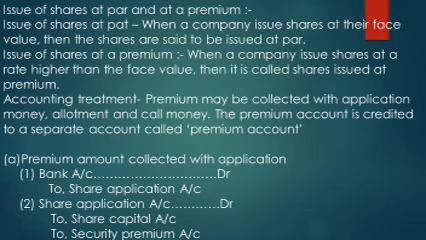 Issue of shares at par and at a premium :-
Issue of shares at pat – When a company issue shares at their face
value, then the shares are said to be issued at par.
Issue of shares at a premium :- When a company issue shares at a
rate higher than the face value, then it is called shares issued at
premium.
Accounting treatment- Premium may be collected with application
money, allotment and call money. The premium account is credited
to a separate account called ‘premium account’
(a)Premium amount collected with application
(1) Bank A/c………………………..Dr
To, Share application A/c
(2) Share application A/c…………Dr
To, Share capital A/c
To, Security premium A/c